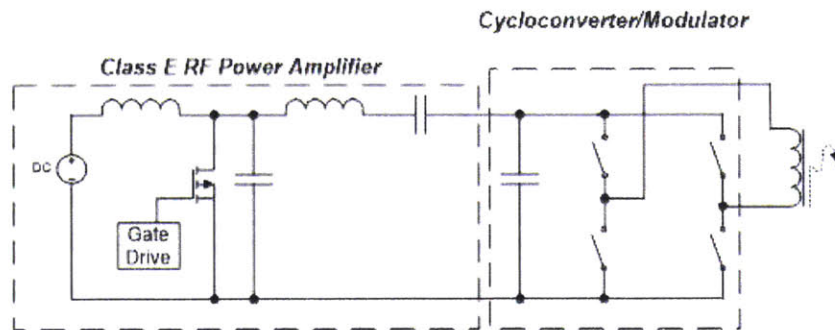 Cycloconverter/Modulator
Class E RF Power Amplifier
DC
Gate
Drive